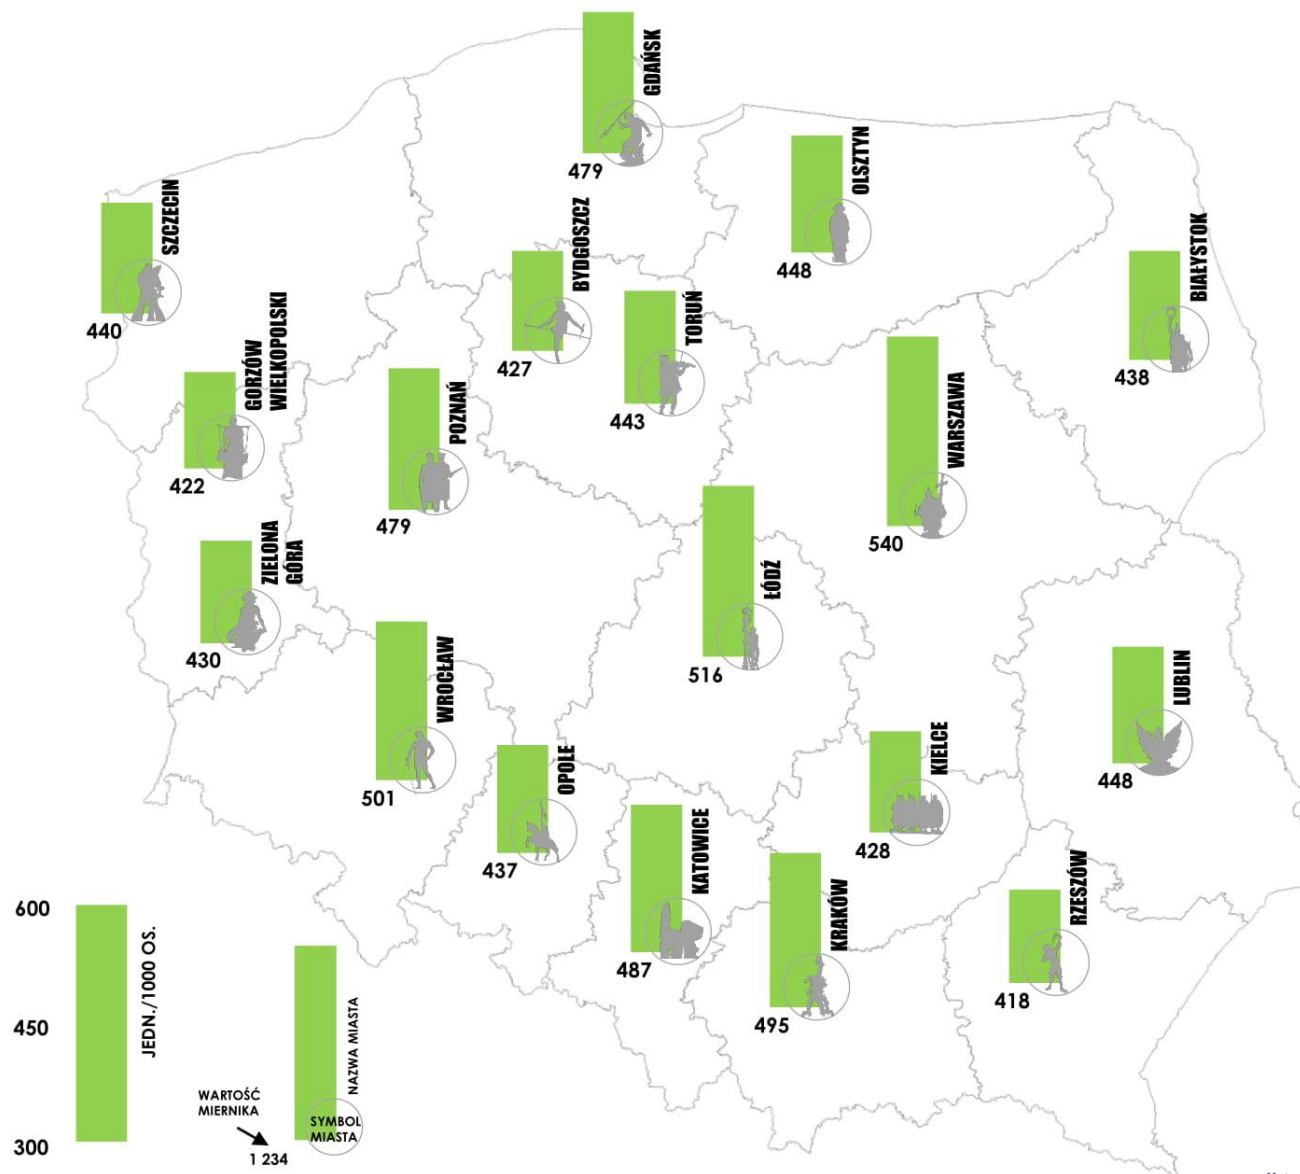 GDAŃSK
479
OLSZTYN
448
SZCZECIN
440
BYDGOSZCZ
427
TORUŃ
443
BIAŁYSTOK
438
GORZÓW
WIELKOPOLSKI
422
POZNAŃ
479
WARSZAWA
540
ZIELONA
GÓRA
430
ŁÓDŹ
516
WROCŁAW
501
LUBLIN
448
OPOLE
437
KIELCE
428
KATOWICE
487
KRAKÓW
495
RZESZÓW
418
600
450
300
JEDN./1000 OS.
NAZWA MIASTA
WARTOŚĆ
MIERNIKA
SYMBOL
MIASTA
1 234